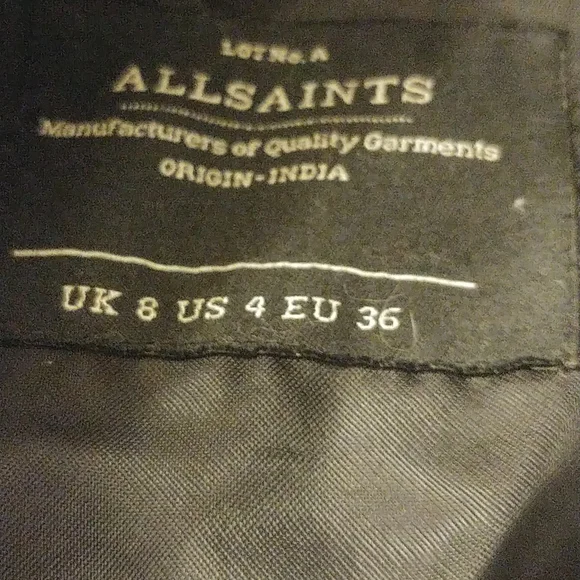 LOT No. A
ALLSAINTS
Manufacturers of Quality Garments
ORIGIN-INDIA
UK 8 US 4 EU 36